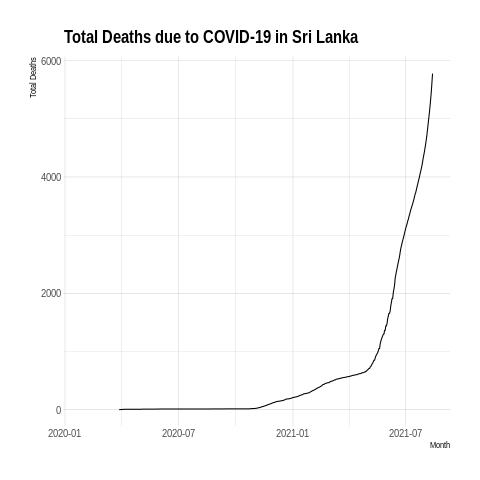 Total Deaths due to COVID-19 in Sri Lanka
Total Deaths
6000
4000
2000
0
2020-01 2020-07 2021-01 2021-07
Month